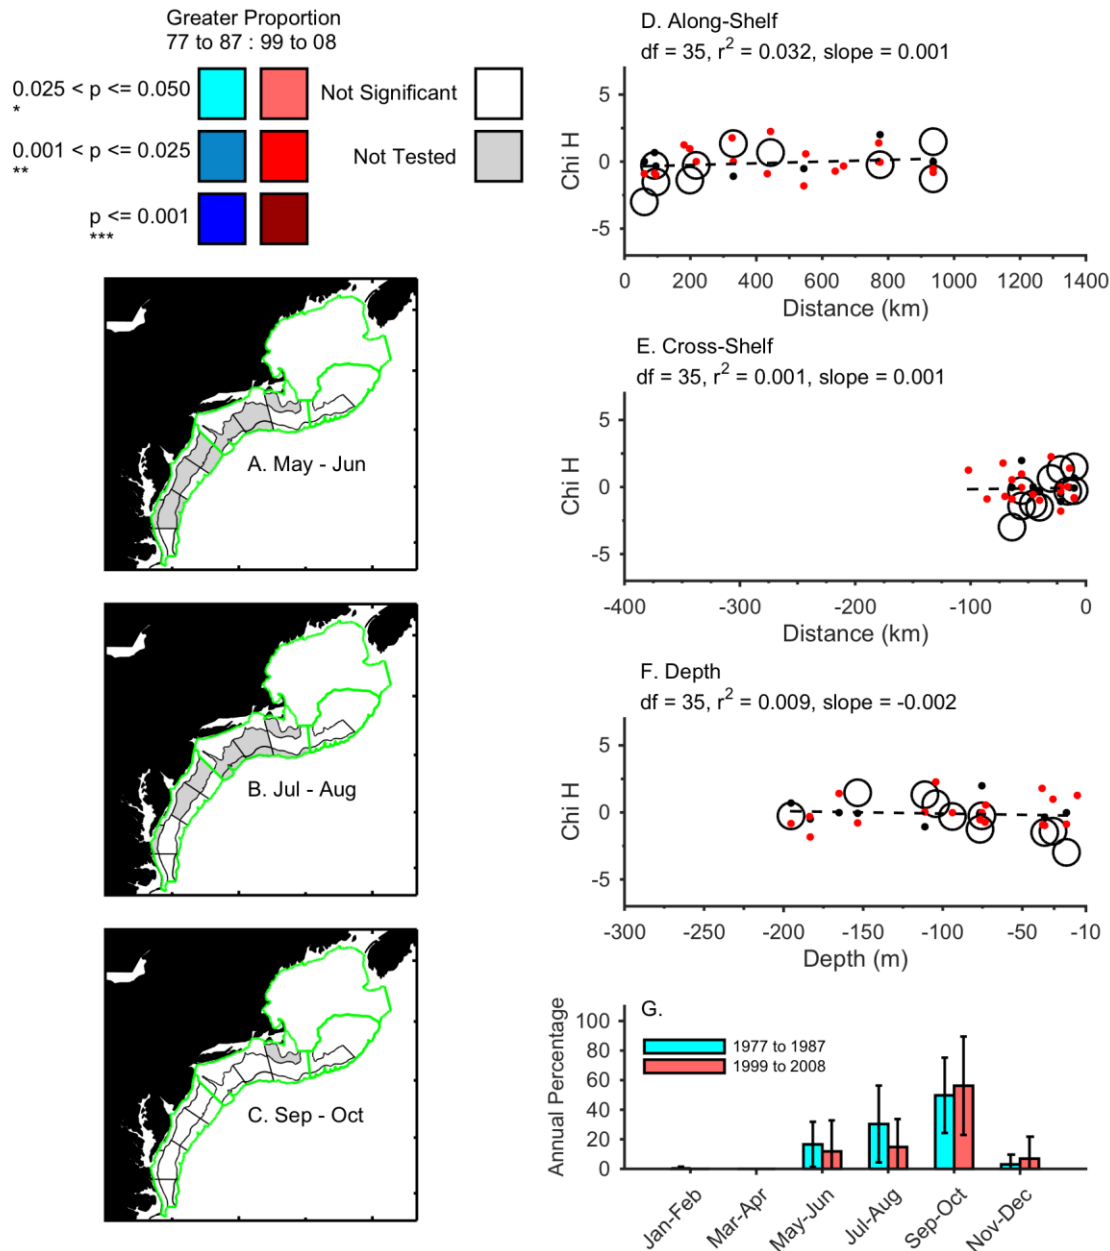 Greater Proportion
77 to 87 : 99 to 08
0.025 < p <= 0.050
*
0.001 < p <= 0.025
**
p <= 0.001
***
Not Significant
Not Tested
A. May - Jun
B. Jul - Aug
C. Sep - Oct
D. Along-Shelf
df = 35, r² = 0.032, slope = 0.001
Chi H
5
0
-5
0 200 400 600 800 1000 1200 1400
Distance (km)
E. Cross-Shelf
df = 35, r² = 0.001, slope = 0.001
Chi H
5
0
-5
-400 -300 -200 -100 0
Distance (km)
F. Depth
df = 35, r² = 0.009, slope = -0.002
Chi H
5
0
-5
-300 -250 -200 -150 -100 -50 -10
Depth (m)
G.
Annual Percentage
100
80
60
40
20
0
1977 to 1987
1999 to 2008
Jan-Feb
Mar-Apr
May-Jun
Jul-Aug
Sep-Oct
Nov-Dec